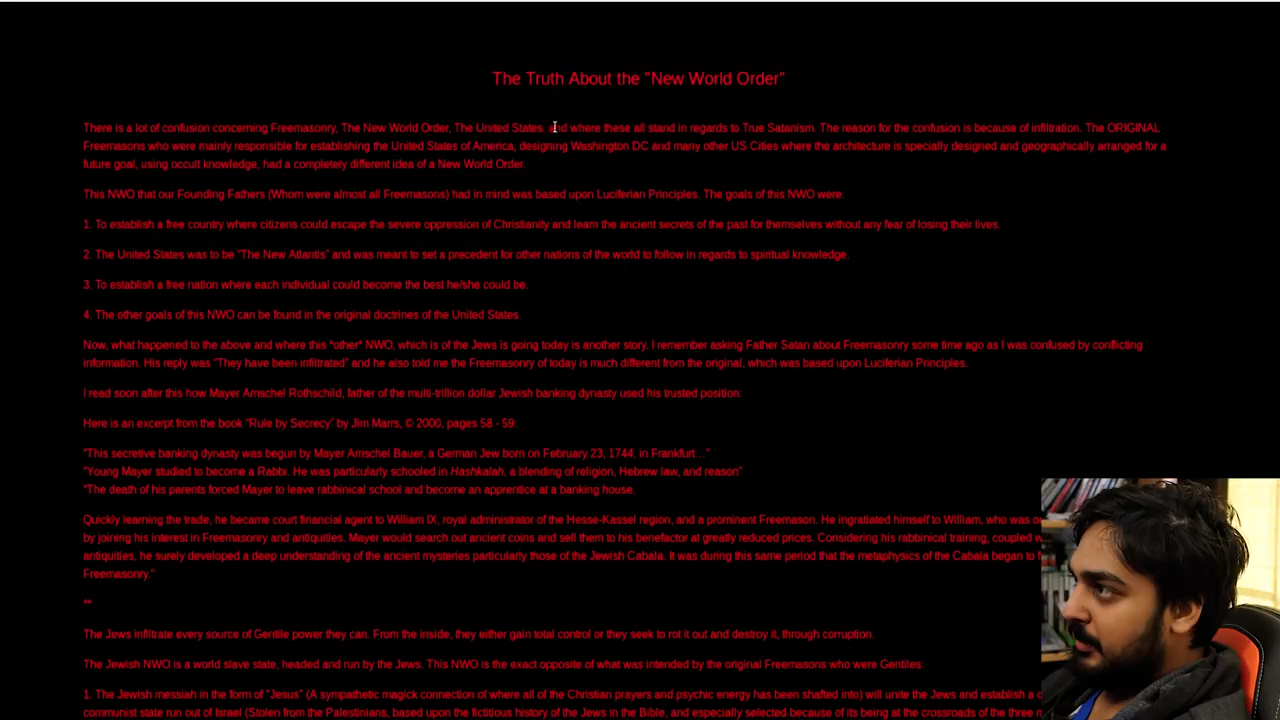 The Truth About the "New World Order"
There is a lot of confusion concerning Freemasonry, The New World Order, The United States, and where these all stand in regards to True Satanism. The reason for the confusion is because of infiltration. The ORIGINAL
Freemasons who were mainly responsible for establishing the United States of America, designing Washington DC and many other US Cities where the architecture is specially designed and geographically arranged for a
future goal, using occult knowledge, had a completely different idea of a New World Order.
This NWO that our Founding Fathers (Whom were almost all Freemasons) had in mind was based upon Luciferian Principles. The goals of this NWO were:
1. To establish a free country where citizens could escape the severe oppression of Christianity and learn the ancient secrets of the past for themselves without any fear of losing their lives.
2. The United States was to be "The New Atlantis" and was meant to set a precedent for other nations of the world to follow in regards to spiritual knowledge.
3. To establish a free nation where each individual could become the best he/she could be.
4. The other goals of this NWO can be found in the original doctrines of the United States.
Now, what happened to the above and where this *other* NWO, which is of the Jews is going today is another story. I remember asking Father Satan about Freemasonry some time ago as I was confused by conflicting
information. His reply was "They have been infiltrated" and he also told me the Freemasonry of today is much different from the original, which was based upon Luciferian Principles.
I read soon after this how Mayer Amschel Rothschild, father of the multi-trillion dollar Jewish banking dynasty used his trusted position:
Here is an excerpt from the book "Rule by Secrecy" by Jim Marrs, © 2000, pages 58 - 59:
"This secretive banking dynasty was begun by Mayer Amschel Bauer, a German Jew born on February 23, 1744, in Frankfurt…"
"Young Mayer studied to become a Rabbi. He was particularly schooled in Hashkalah, a blending of religion, Hebrew law, and reason"
"The death of his parents forced Mayer to leave rabbinical school and become an apprentice at a banking house.
Quickly learning the trade, he became court financial agent to William IX, royal administrator of the Hesse-Kassel region, and a prominent Freemason. He ingratiated himself to William, who was
by joining his interest in Freemasonry and antiquities. Mayer would search out ancient coins and sell them to his benefactor at greatly reduced prices. Considering his rabbinical training, coupled
antiquities, he surely developed a deep understanding of the ancient mysteries particularly those of the Jewish Cabala. It was during this same period that the metaphysics of the Cabala began to
Freemasonry."
**
The Jews infiltrate every source of Gentile power they can. From the inside, they either gain total control or they seek to rot it out and destroy it, through corruption.
The Jewish NWO is a world slave state, headed and run by the Jews. This NWO is the exact opposite of what was intended by the original Freemasons who were Gentiles:
1. The Jewish messiah in the form of "Jesus" (A sympathetic magick connection of where all of the Christian prayers and psychic energy has been shafted into) will unite the Jews and establish a
communist state run out of Israel (Stolen from the Palestinians, based upon the fictitious history of the Jews in the Bible, and especially selected because of its being at the crossroads of the three